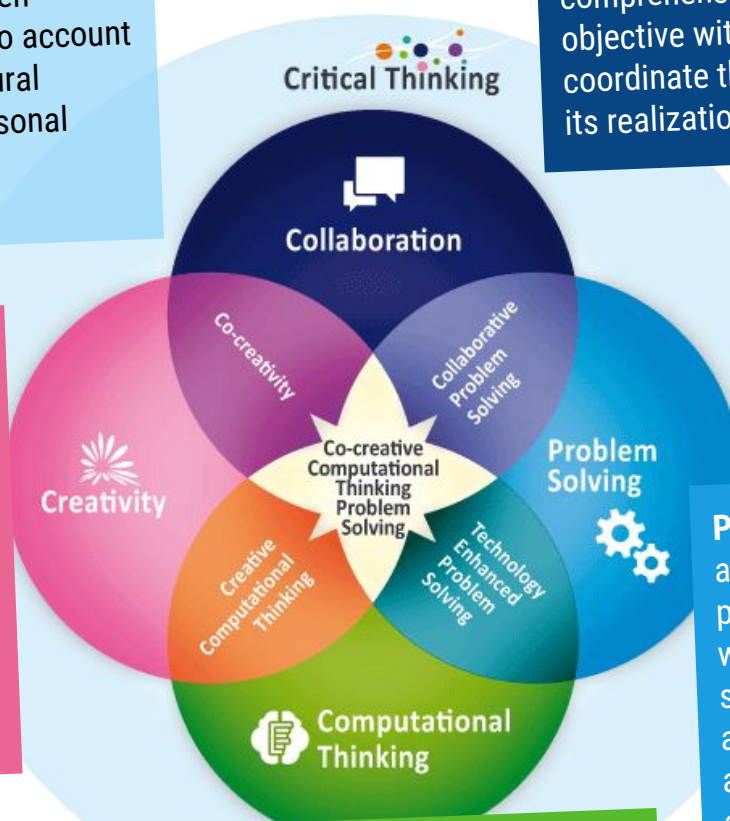 o account
ural
sonal
objective wit
coordinate t
its realizatio
Critical Thinking
Collaboration
Co-creativity
Collaborative
Problem
Solving
Creativity
Co-creative
Computational
Thinking
Problem
Solving
Problem
Solving
Creative
Computational
Thinking
Technology
Enhanced
Problem
Solving
Computational
Thinking
P
a
p
w
s
a
a